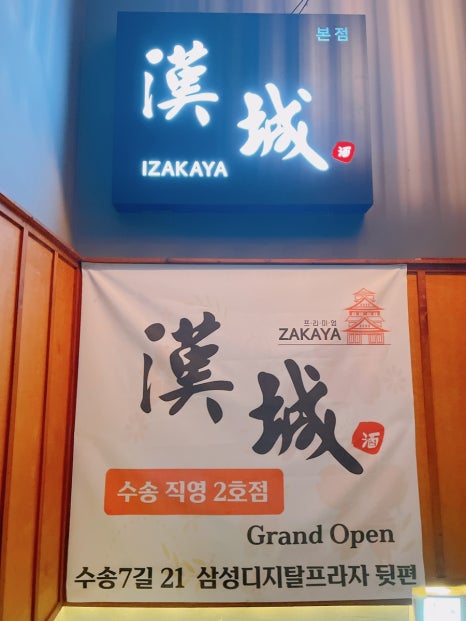 본점
漢城
IZAKAYA
酒
프·리·미·엄
ZAKAYA
漢城
酒
수송 직영 2호점
Grand Open
수송7길 21 삼성디지탈프라자 뒷편